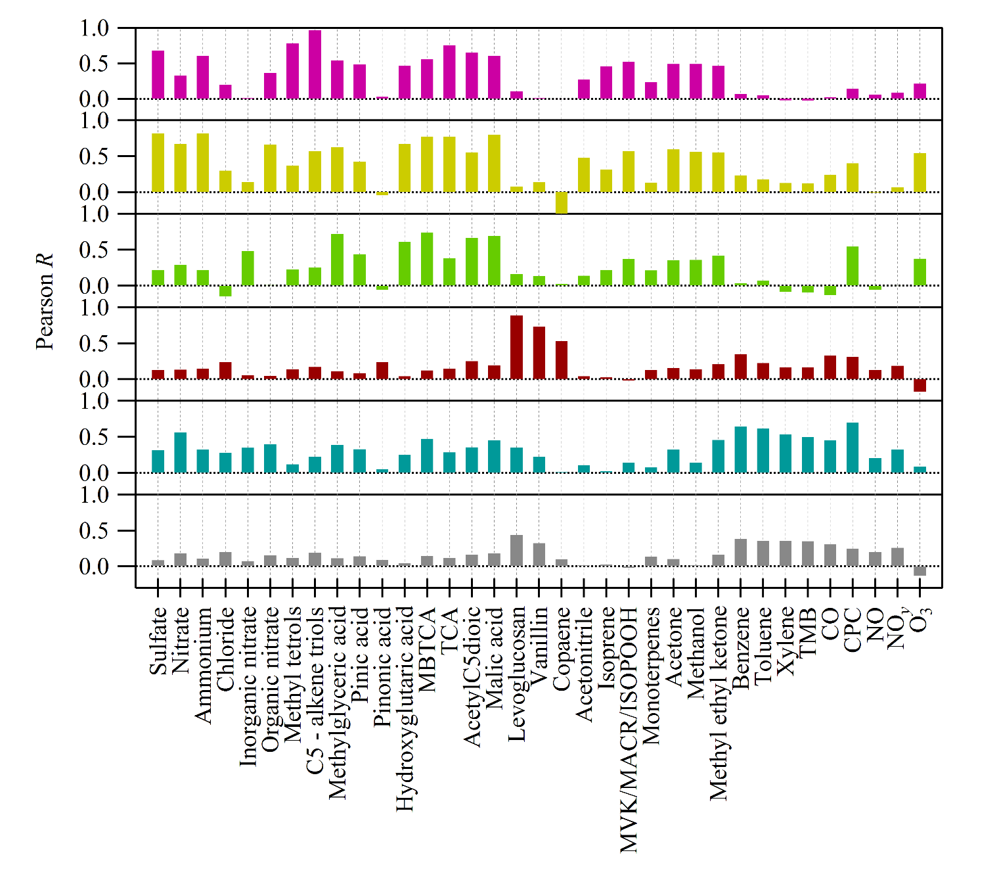 1.0
0.5
0.0
1.0
0.5
0.0
1.0
0.5
0.0
1.0
0.5
0.0
1.0
0.5
0.0
1.0
0.5
0.0
Pearson R
Sulfate
Nitrate
Ammonium
Chloride
Inorganic nitrate
Organic nitrate
Methyl tetrols
C5 - alkene triols
Methylglyceric acid
Pinic acid
Pinonic acid
Hydroxyglutaric acid
MBTCA
TCA
AcetylC5dioic
Malic acid
Levoglucosan
Vanillin
Copaene
Acetonitrile
Isoprene
MVK/MACR/ISOPOOH
Monoterpenes
Acetone
Methanol
Methyl ethyl ketone
Benzene
Toluene
Xylene
TMB
CO
CPC
NO
NOy
O3